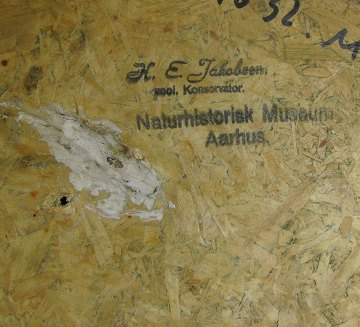 H. E. Jakobsen,
zool. Konservator.
Naturhistorisk Museum
Aarhus.